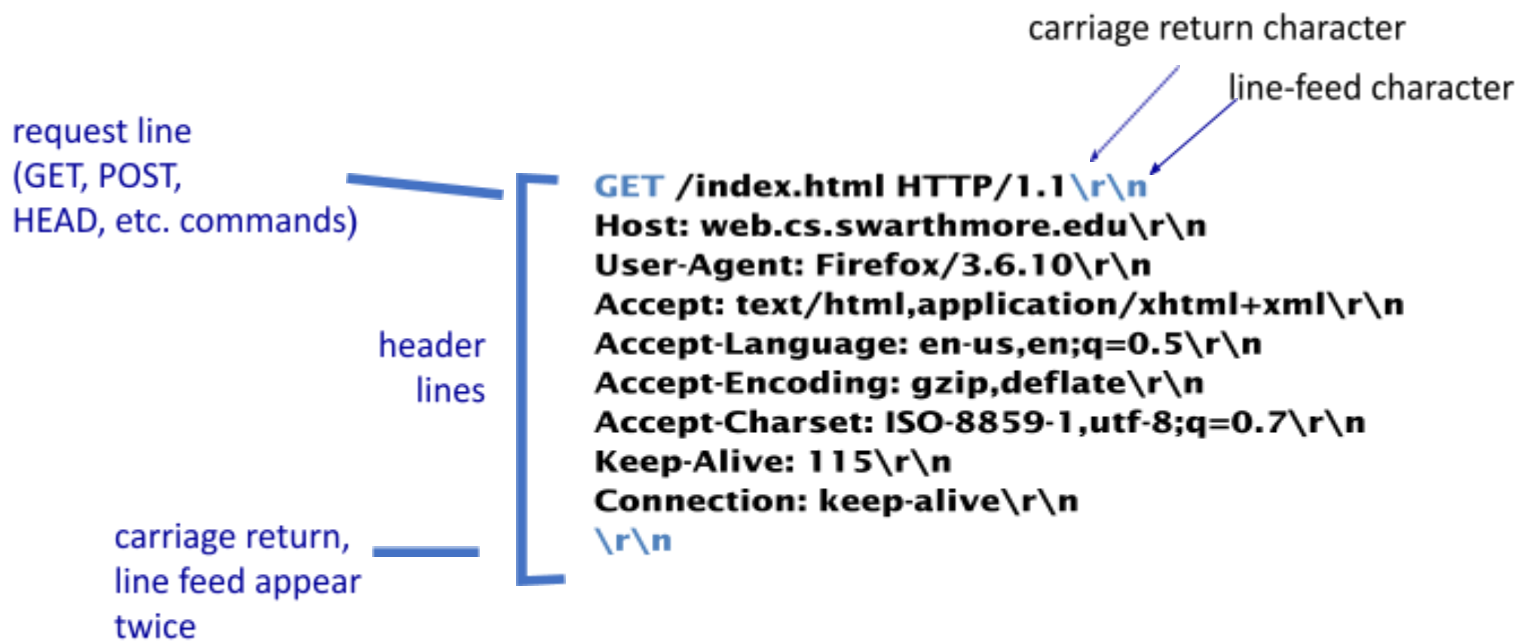 carriage return character
line-feed character
request line
(GET, POST,
HEAD, etc. commands)
GET /index.html HTTP/1.1\r\n
Host: web.cs.swarthmore.edu\r\n
User-Agent: Firefox/3.6.10\r\n
Accept: text/html,application/xhtml+xml\r\n
header
lines
Accept-Language: en-us,en;q=0.5\r\n
Accept-Encoding: gzip,deflate\r\n
Accept-Charset: ISO-8859-1,utf-8;q=0.7\r\n
Keep-Alive: 115\r\n
Connection: keep-alive\r\n
\r\n
carriage return,
line feed appear
twice